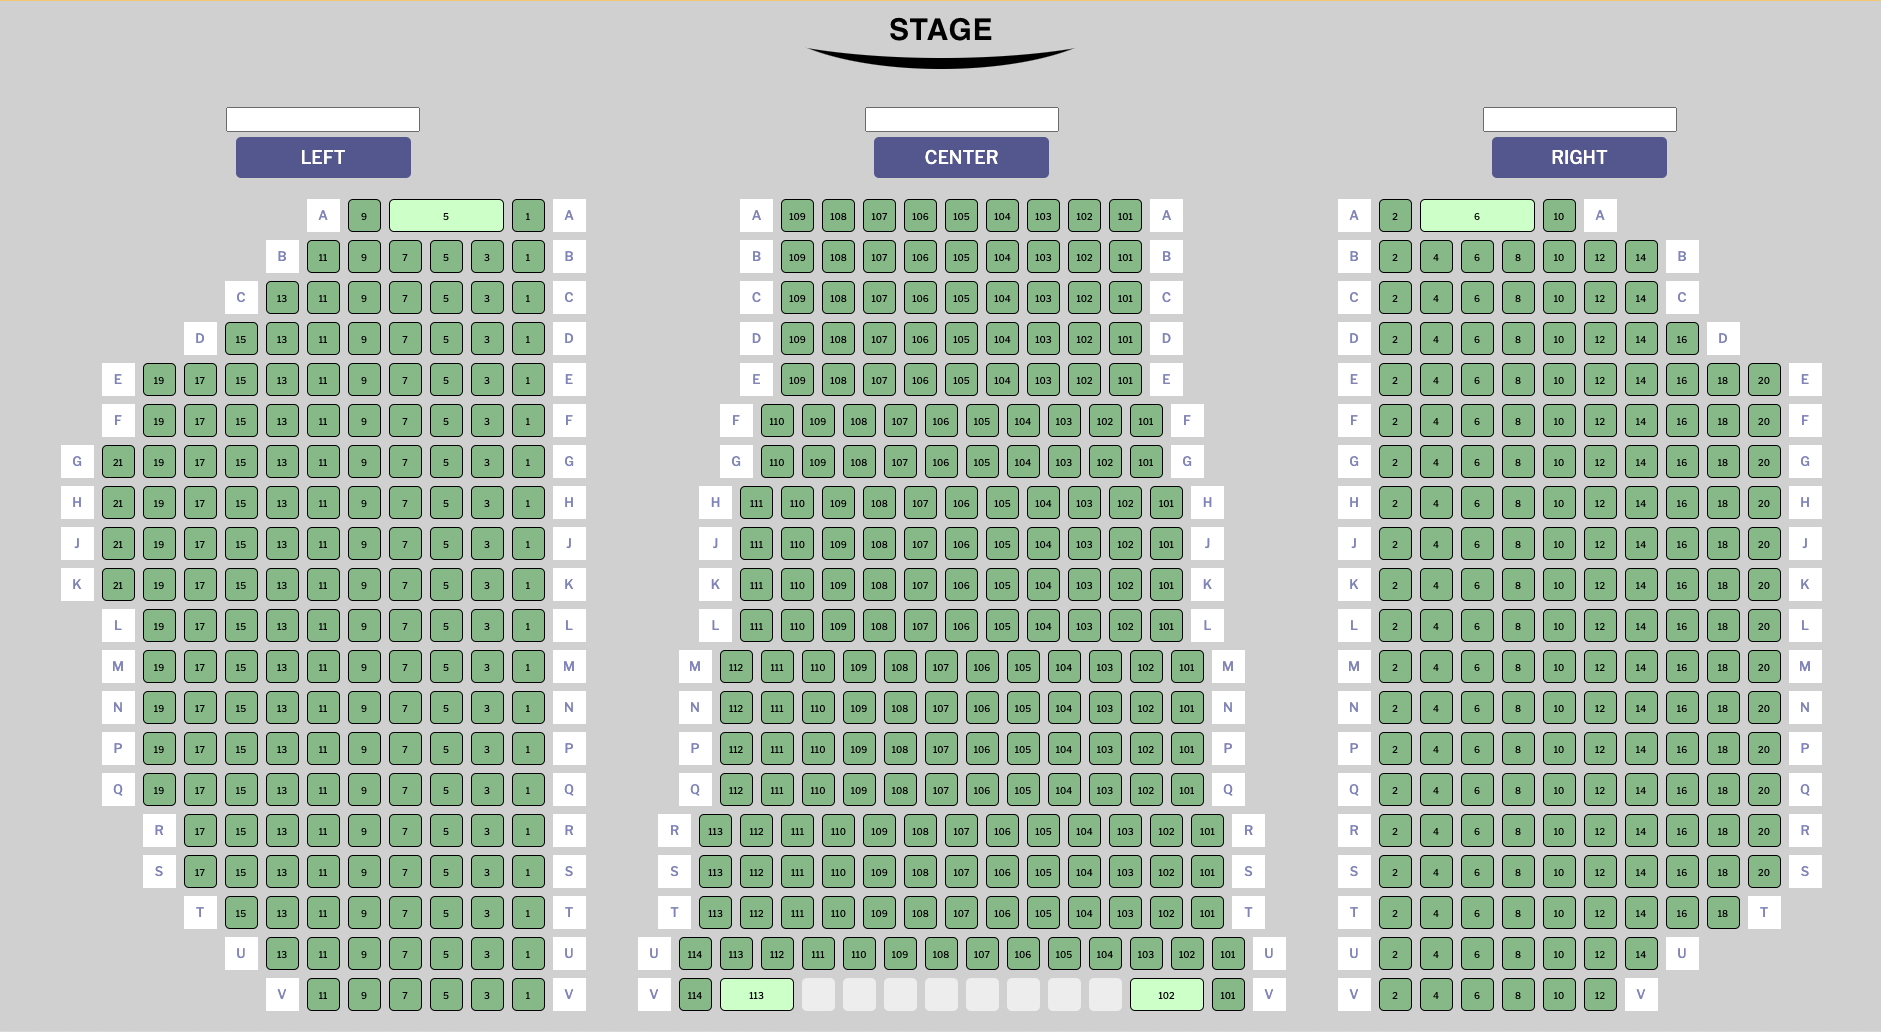 STAGE
LEFT CENTER RIGHT
A 9 5 1 A A 109 108 107 106 105 104 103 102 101 A A 2 6 10 A
B 11 9 7 5 3 1 B B 109 108 107 106 105 104 103 102 101 B B 2 4 6 8 10 12 14 B
C 13 11 9 7 5 3 1 C C 109 108 107 106 105 104 103 102 101 C C 2 4 6 8 10 12 14 C
D 15 13 11 9 7 5 3 1 D D 109 108 107 106 105 104 103 102 101 D D 2 4 6 8 10 12 14 16 D
E 19 17 15 13 11 9 7 5 3 1 E E 109 108 107 106 105 104 103 102 101 E E 2 4 6 8 10 12 14 16 18 20 E
F 19 17 15 13 11 9 7 5 3 1 F F 110 109 108 107 106 105 104 103 102 101 F F 2 4 6 8 10 12 14 16 18 20 F
G 21 19 17 15 13 11 9 7 5 3 1 G G 110 109 108 107 106 105 104 103 102 101 G G 2 4 6 8 10 12 14 16 18 20 G
H 21 19 17 15 13 11 9 7 5 3 1 H H 111 110 109 108 107 106 105 104 103 102 101 H H 2 4 6 8 10 12 14 16 18 20 H
J 21 19 17 15 13 11 9 7 5 3 1 J J 111 110 109 108 107 106 105 104 103 102 101 J J 2 4 6 8 10 12 14 16 18 20 J
K 21 19 17 15 13 11 9 7 5 3 1 K K 111 110 109 108 107 106 105 104 103 102 101 K K 2 4 6 8 10 12 14 16 18 20 K
L 19 17 15 13 11 9 7 5 3 1 L L 111 110 109 108 107 106 105 104 103 102 101 L L 2 4 6 8 10 12 14 16 18 20 L
M 19 17 15 13 11 9 7 5 3 1 M M 112 111 110 109 108 107 106 105 104 103 102 101 M M 2 4 6 8 10 12 14 16 18 20 M
N 19 17 15 13 11 9 7 5 3 1 N N 112 111 110 109 108 107 106 105 104 103 102 101 N N 2 4 6 8 10 12 14 16 18 20 N
P 19 17 15 13 11 9 7 5 3 1 P P 112 111 110 109 108 107 106 105 104 103 102 101 P P 2 4 6 8 10 12 14 16 18 20 P
Q 19 17 15 13 11 9 7 5 3 1 Q Q 112 111 110 109 108 107 106 105 104 103 102 101 Q Q 2 4 6 8 10 12 14 16 18 20 Q
R 17 15 13 11 9 7 5 3 1 R R 113 112 111 110 109 108 107 106 105 104 103 102 101 R R 2 4 6 8 10 12 14 16 18 20 R
S 17 15 13 11 9 7 5 3 1 S S 113 112 111 110 109 108 107 106 105 104 103 102 101 S S 2 4 6 8 10 12 14 16 18 20 S
T 15 13 11 9 7 5 3 1 T T 113 112 111 110 109 108 107 106 105 104 103 102 101 T T 2 4 6 8 10 12 14 16 18 T
U 13 11 9 7 5 3 1 U U 114 113 112 111 110 109 108 107 106 105 104 103 102 101 U U 2 4 6 8 10 12 14 U
V 11 9 7 5 3 1 V V 114 113 102 101 V V 2 4 6 8 10 12 V